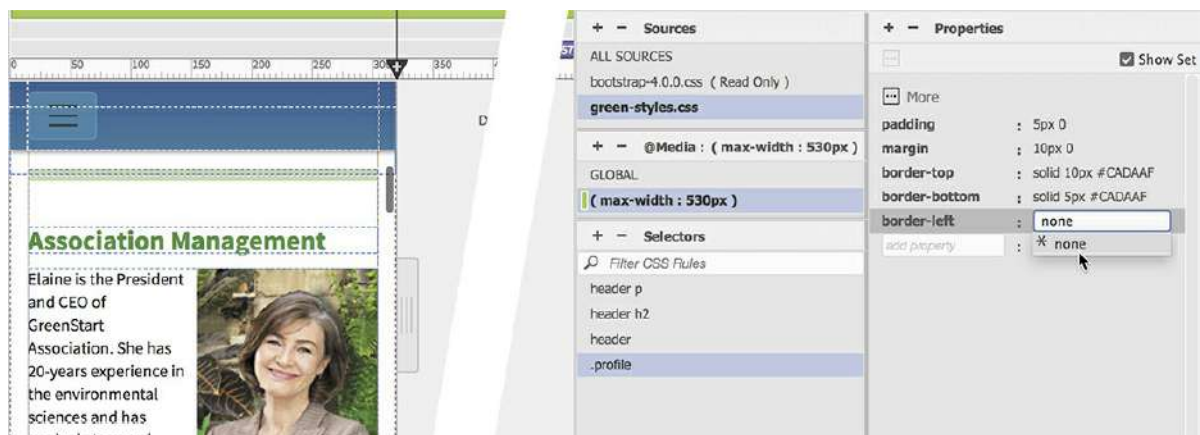 0 50 100 150 200 250 300 350
ST
D
Association Management
Elaine is the President
and CEO of
GreenStart
Association. She has
20-years experience in
the environmental
sciences and has
+ − Sources
ALL SOURCES
bootstrap-4.0.0.css ( Read Only )
green-styles.css
+ − @Media : ( max-width : 530px )
GLOBAL
( max-width : 530px )
+ − Selectors
Filter CSS Rules
header p
header h2
header
.profile
+ − Properties
Show Set
More
padding : 5px 0
margin : 10px 0
border-top : solid 10px #CADAAF
border-bottom : solid 5px #CADAAF
border-left : none
add property : * none